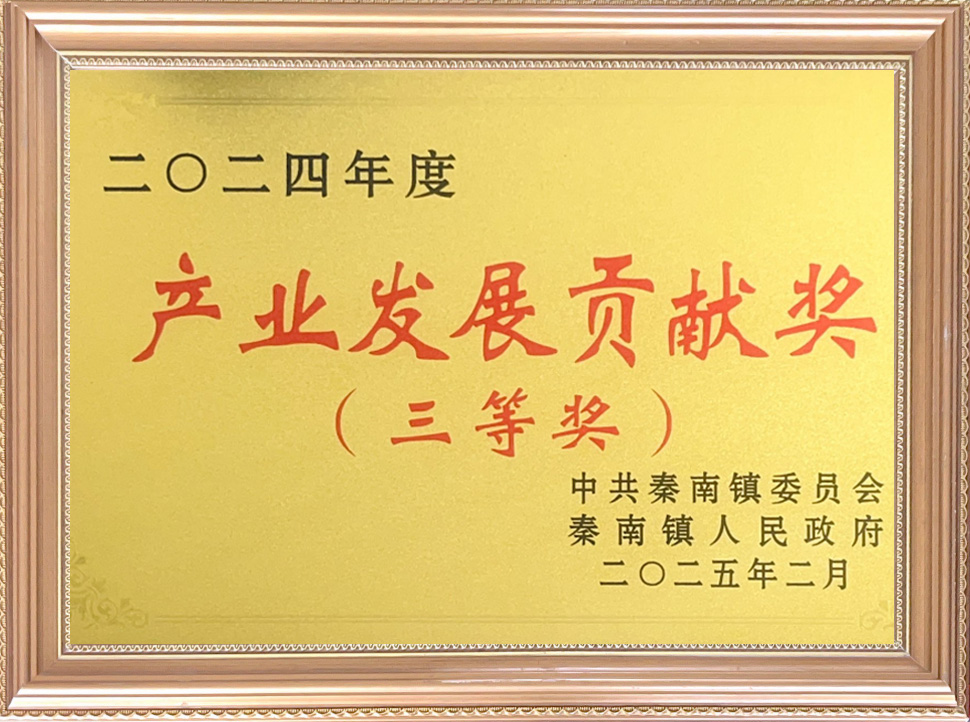 二〇二四年度
产业发展贡献奖
（三等奖）
中共秦南镇委员会
秦南镇人民政府
二〇二五年二月